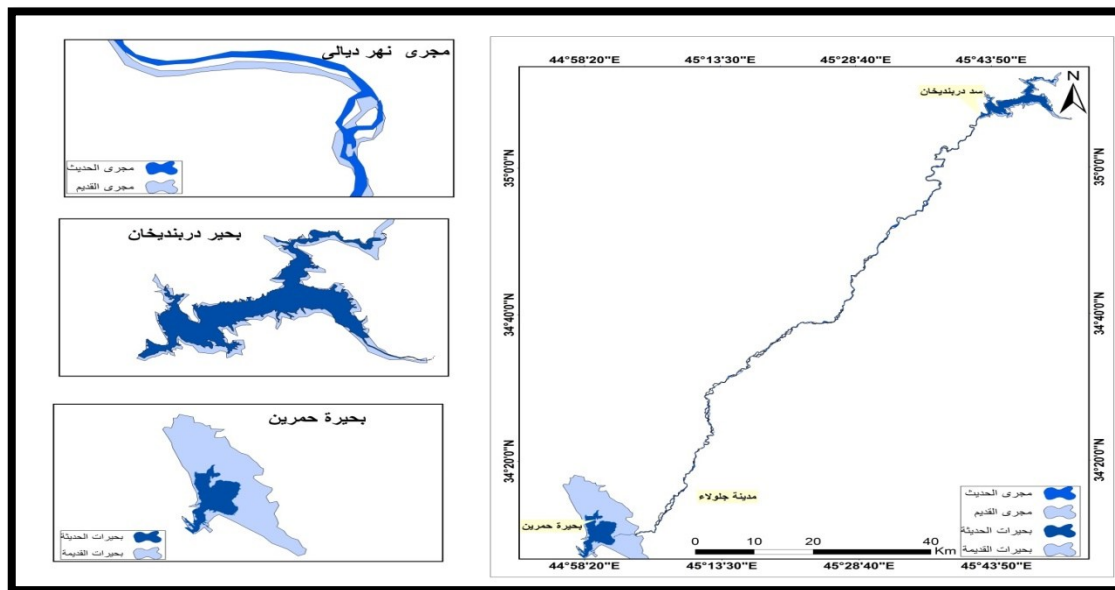 مجرى نهر ديالى
مجرى الحديث
مجرى القديم
بحير دربنديخان
بحيرة حمرين
بحيرات الحديثة
بحيرات القديمة
44°58'20"E 45°13'30"E 45°28'40"E 45°43'50"E
N
سد دربنديخان
35°0'0"N 35°0'0"N
34°40'0"N 34°40'0"N
34°20'0"N 34°20'0"N
مدينة جلولاء
بحيرة حمرين
مجرى الحديث
مجرى القديم
بحيرات الحديثة
بحيرات القديمة
0 10 20 40
Km
44°58'20"E 45°13'30"E 45°28'40"E 45°43'50"E